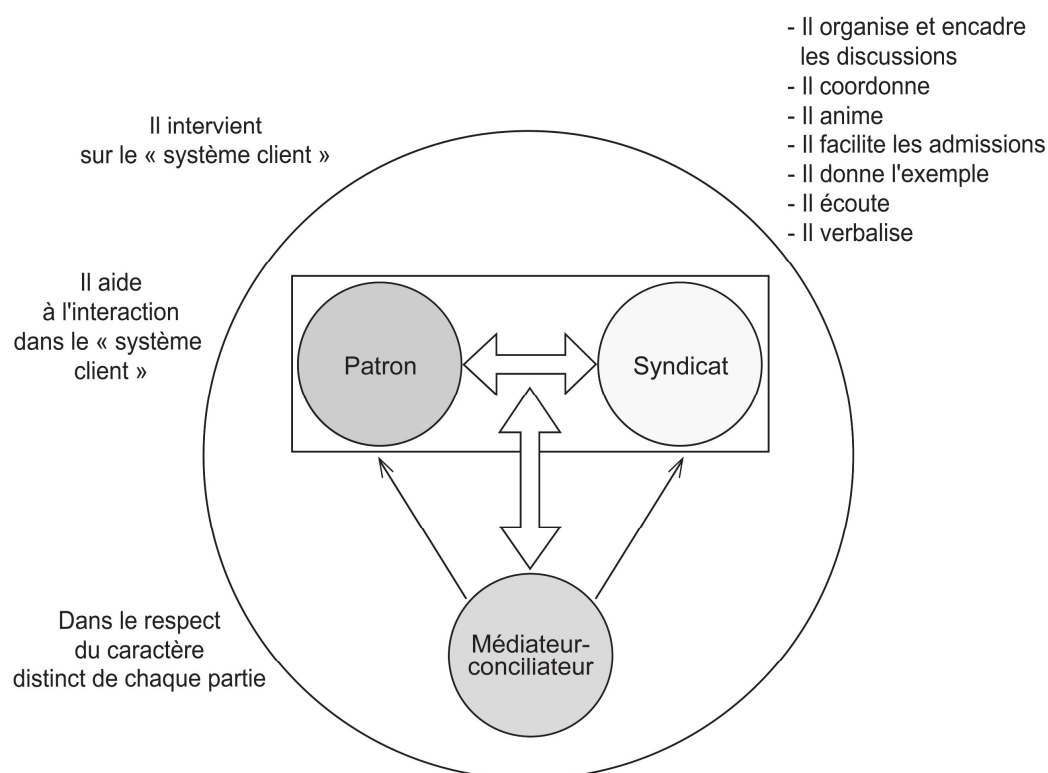 - Il organise et encadre
les discussions
- Il coordonne
- Il anime
- Il facilite les admissions
- Il donne l'exemple
- Il écoute
- Il verbalise
Il intervient
sur le « système client »
Il aide
à l'interaction
dans le « système
client »
Patron
Syndicat
Dans le respect
du caractère
distinct de chaque partie
Médiateur-
conciliateur